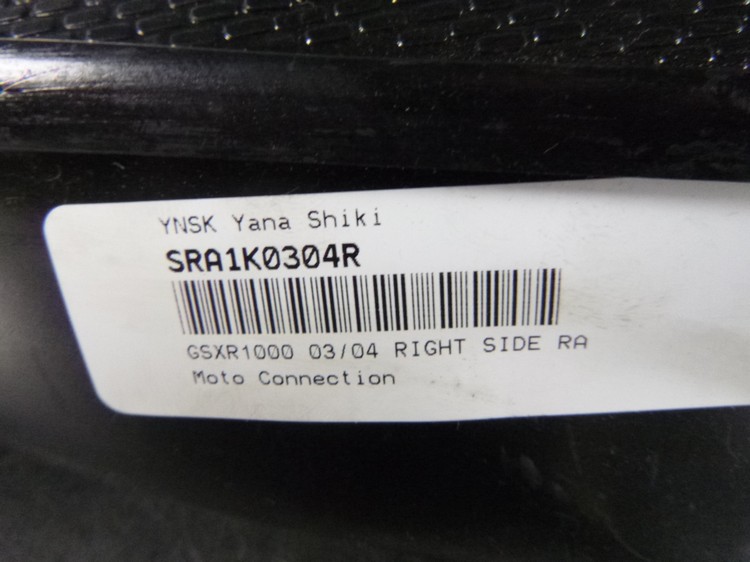 YNSK Yana Shiki
SRA1K0304R
GSXR1000 03/04 RIGHT SIDE RA
Moto Connection